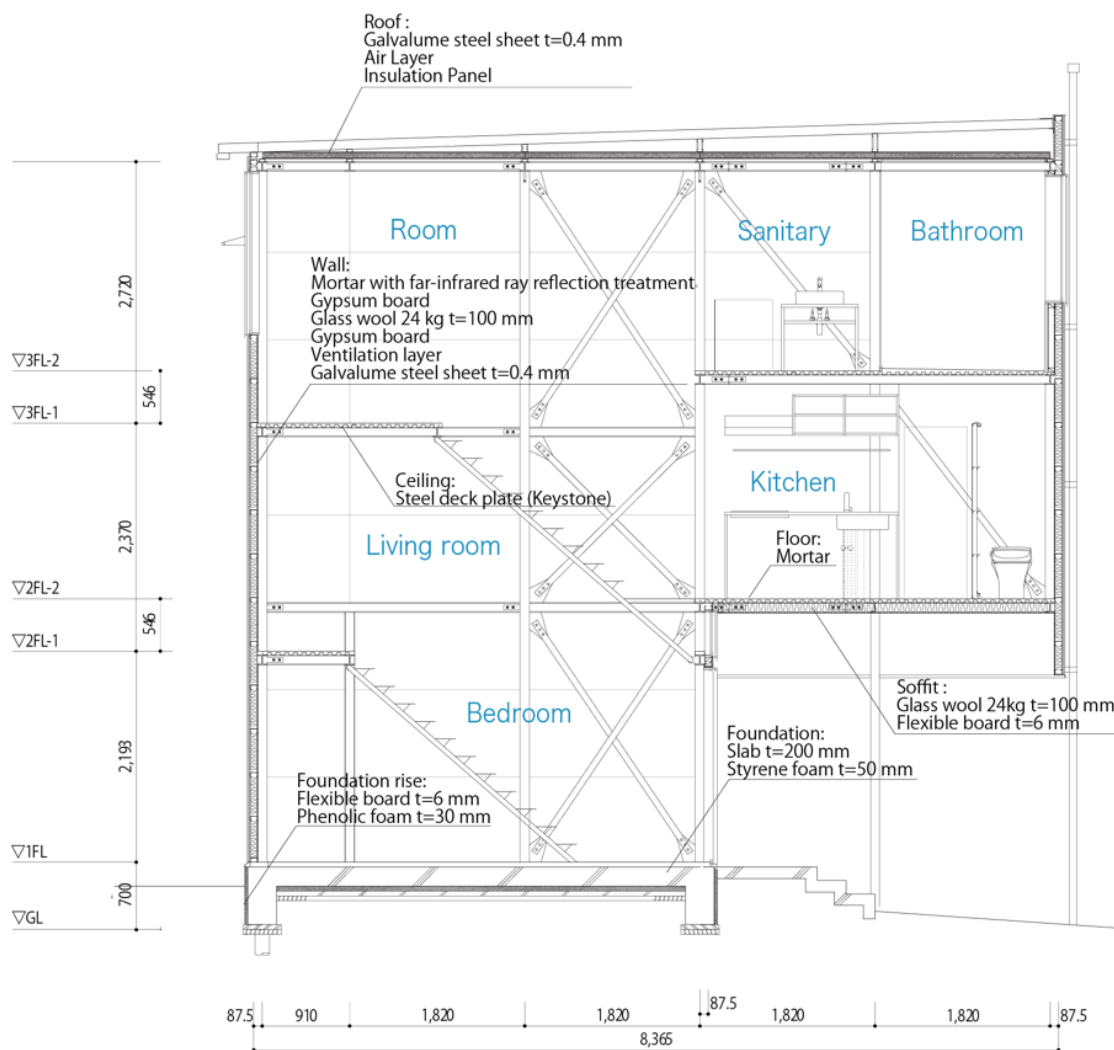 Roof :
Galvalume steel sheet t=0.4 mm
Air Layer
Insulation Panel
Room
Sanitary
Bathroom
Wall:
Mortar with far-infrared ray reflection treatment
Gypsum board
Glass wool 24 kg t=100 mm
Gypsum board
Ventilation layer
Galvalume steel sheet t=0.4 mm
2,720
▽3FL-2
546
▽3FL-1
Ceiling:
Steel deck plate (Keystone)
Kitchen
2,370
Living room
Floor:
Mortar
▽2FL-2
546
▽2FL-1
Soffit :
Glass wool 24kg t=100 mm
Flexible board t=6 mm
Bedroom
Foundation:
Slab t=200 mm
Styrene foam t=50 mm
2,193
Foundation rise:
Flexible board t=6 mm
Phenolic foam t=30 mm
▽1FL
700
▽GL
87.5 910 1,820 1,820 87.5 1,820 1,820 87.5
8,365